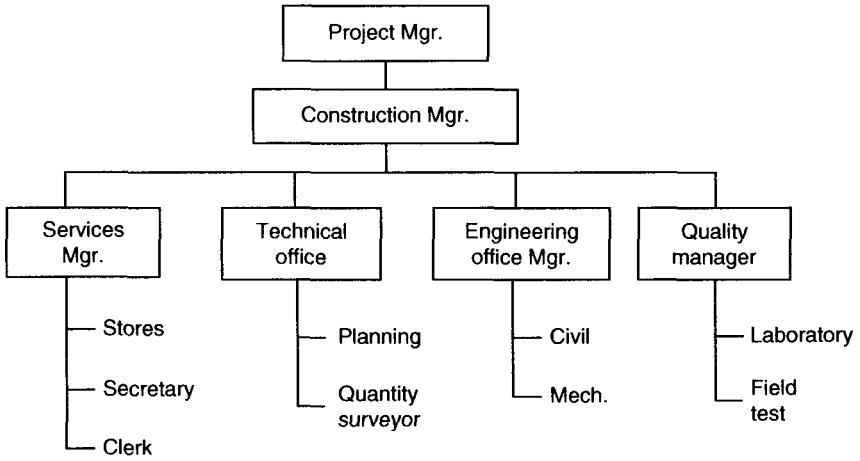 Project Mgr.
Construction Mgr.
Services
Mgr.
Technical
office
Engineering
office Mgr.
Quality
manager
Stores
Secretary
Clerk
Planning
Quantity
surveyor
Civil
Mech.
Laboratory
Field
test